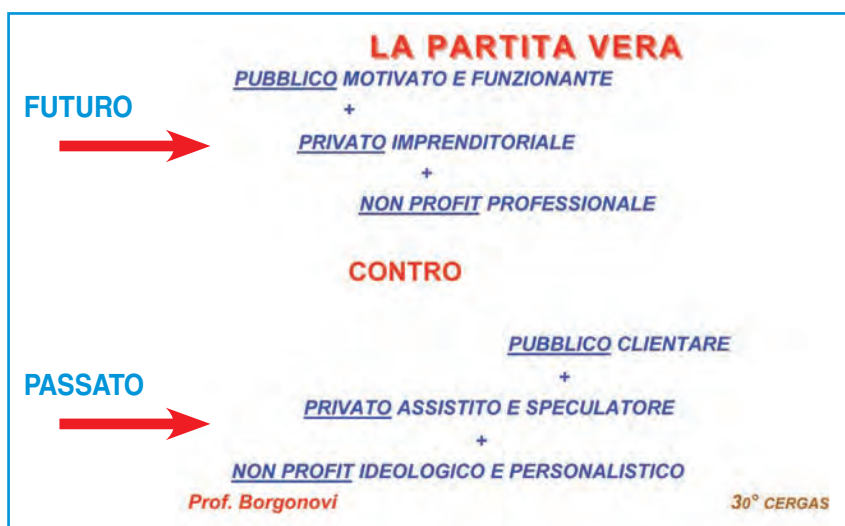 LA PARTITA VERA
PUBBLICO MOTIVATO E FUNZIONANTE
FUTURO
+
PRIVATO IMPRENDITORIALE
+
NON PROFIT PROFESSIONALE
CONTRO
PUBBLICO CLIENTARE
+
PASSATO
PRIVATO ASSISTITO E SPECULATORE
+
NON PROFIT IDEOLOGICO E PERSONALISTICO
Prof. Borgonovi
30° CERGAS